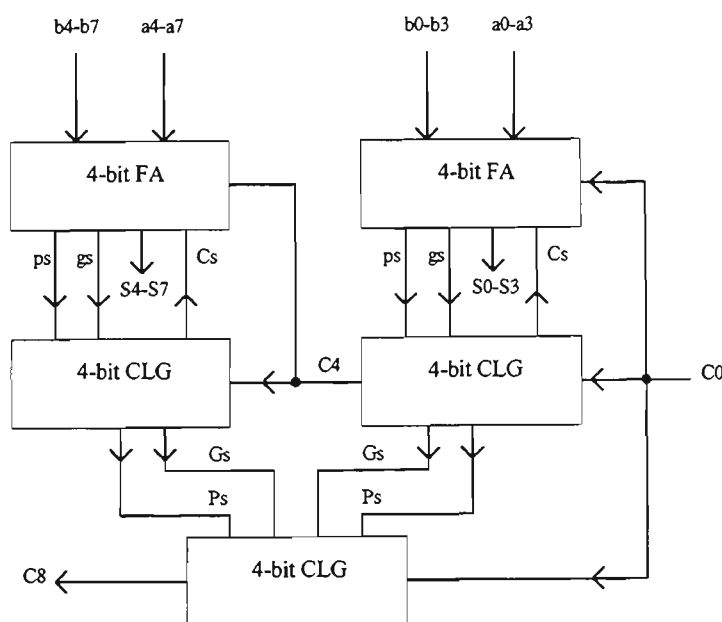 b4-b7 a4-a7 b0-b3 a0-a3
4-bit FA 4-bit FA
ps gs Cs ps gs Cs
S4-S7 S0-S3
4-bit CLG C4 4-bit CLG C0
Gs Gs
Ps Ps
C8 4-bit CLG